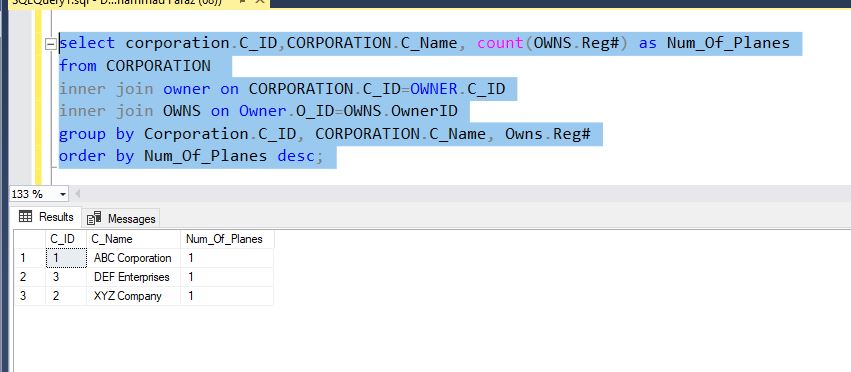 SQLQuery1.sql - D...hammad Faraz (68))*
select corporation.C_ID,CORPORATION.C_Name, count(OWNS.Reg#) as Num_Of_Planes
from CORPORATION
inner join owner on CORPORATION.C_ID=OWNER.C_ID
inner join OWNS on Owner.O_ID=OWNS.OwnerID
group by Corporation.C_ID, CORPORATION.C_Name, Owns.Reg#
order by Num_Of_Planes desc;
133 %
Results Messages
C_ID C_Name Num_Of_Planes
1 1 ABC Corporation 1
2 3 DEF Enterprises 1
3 2 XYZ Company 1